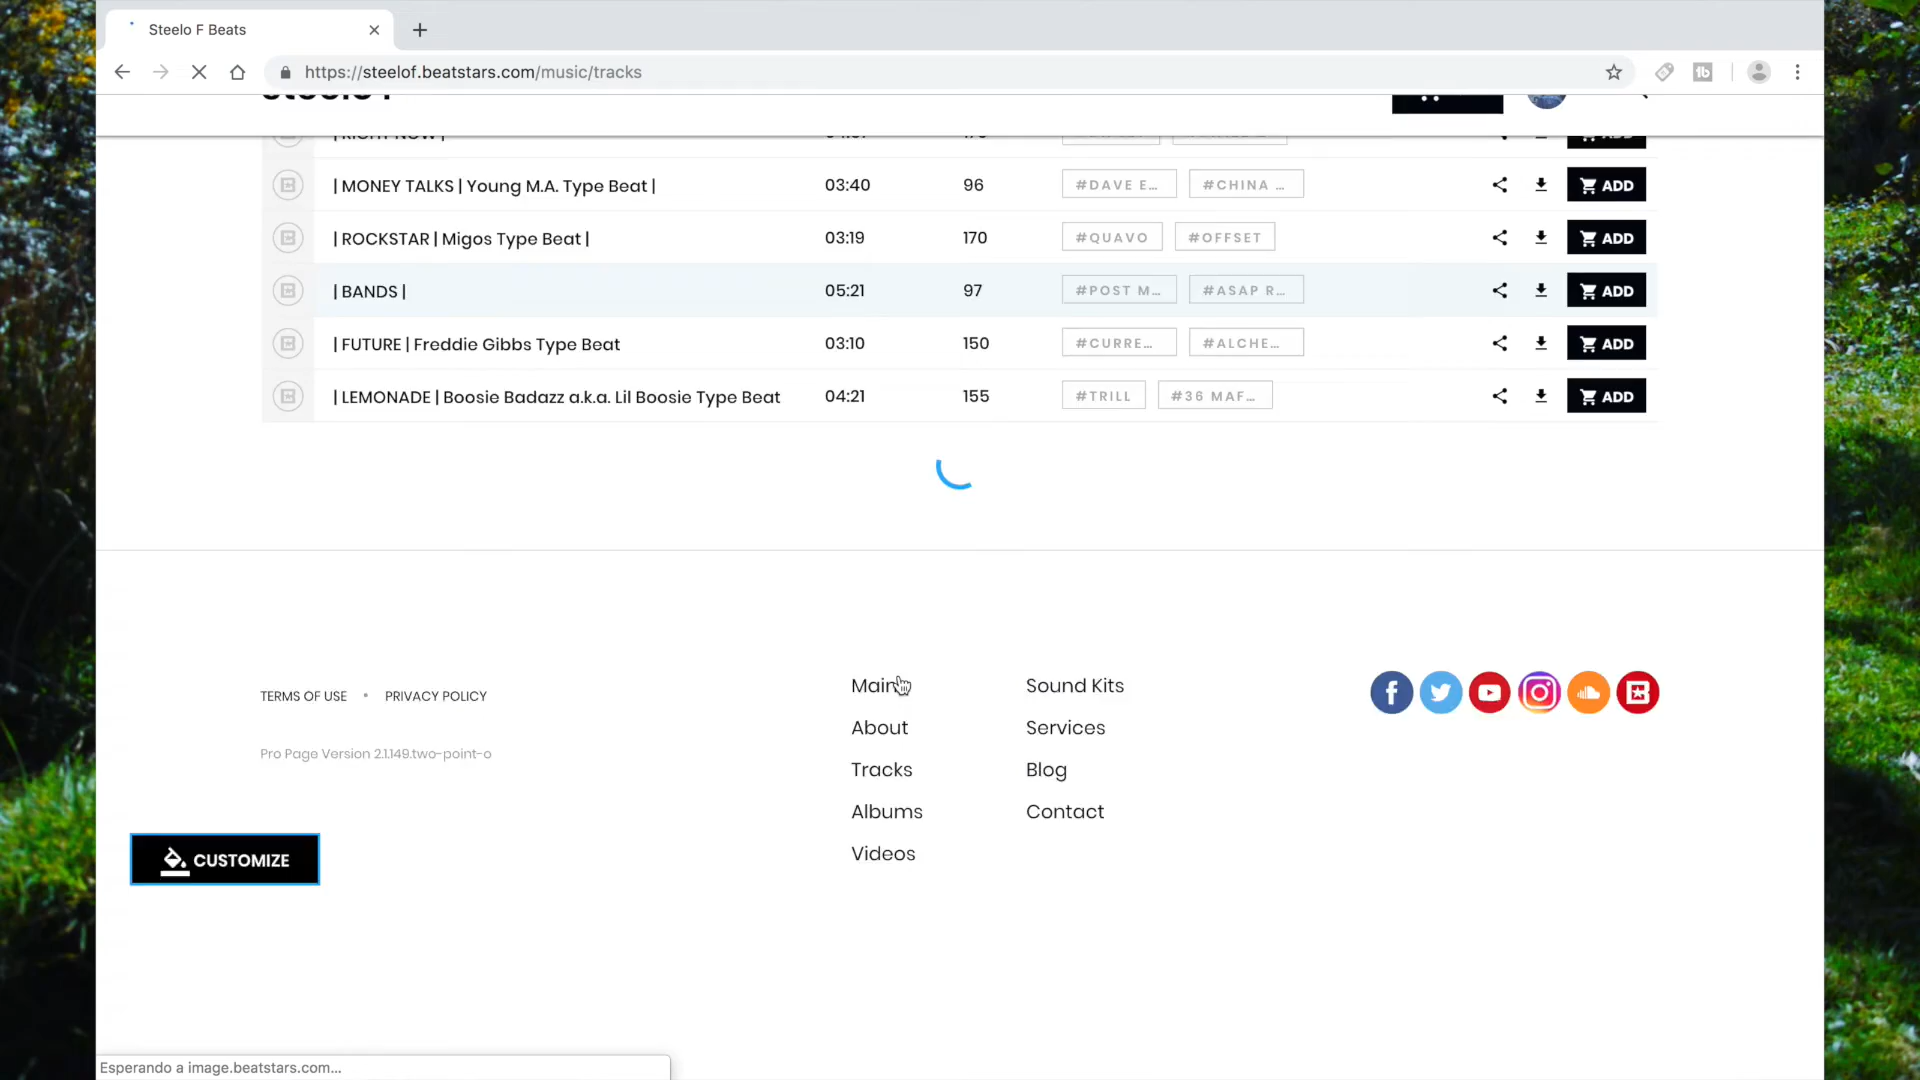 Steelo F Beats
https://steelof.beatstars.com/music/tracks
steelo F
| RIGHT NOW |
| MONEY TALKS | Young M.A. Type Beat | 03:40 96 #DAVE E... #CHINA ... ADD
| ROCKSTAR | Migos Type Beat | 03:19 170 #QUAVO #OFFSET ADD
| BANDS | 05:21 97 #POST M... #ASAP R... ADD
| FUTURE | Freddie Gibbs Type Beat 03:10 150 #CURRE... #ALCHE... ADD
| LEMONADE | Boosie Badazz a.k.a. Lil Boosie Type Beat 04:21 155 #TRILL #36 MAF... ADD
TERMS OF USE • PRIVACY POLICY
Pro Page Version 2.1.149.two-point-o
Main
About
Tracks
Albums
Videos
Sound Kits
Services
Blog
Contact
CUSTOMIZE
Esperando a image.beatstars.com...